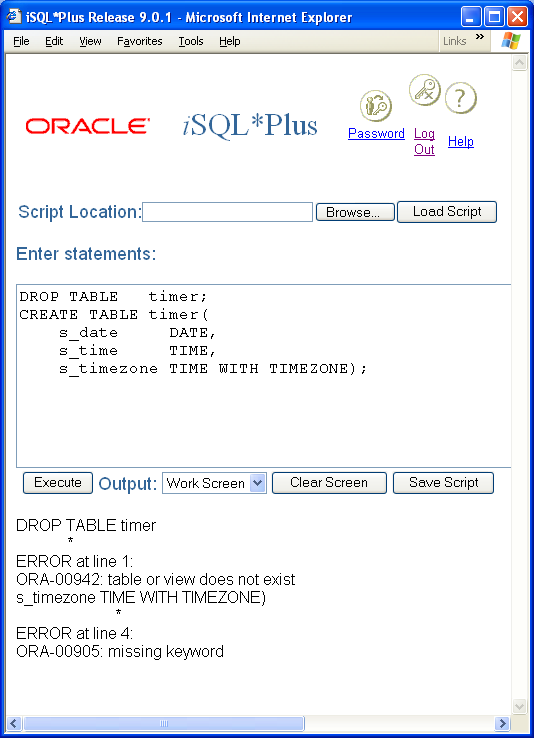 iSQL*Plus Release 9.0.1 - Microsoft Internet Explorer
File Edit View Favorites Tools Help Links »
ORACLE® iSQL*Plus
Password Log Out Help
Script Location: Browse... Load Script
Enter statements:
DROP TABLE   timer;
CREATE TABLE timer(
    s_date     DATE,
    s_time     TIME,
    s_timezone TIME WITH TIMEZONE);
Execute Output: Work Screen Clear Screen Save Script
DROP TABLE timer
*
ERROR at line 1:
ORA-00942: table or view does not exist
s_timezone TIME WITH TIMEZONE)
*
ERROR at line 4:
ORA-00905: missing keyword